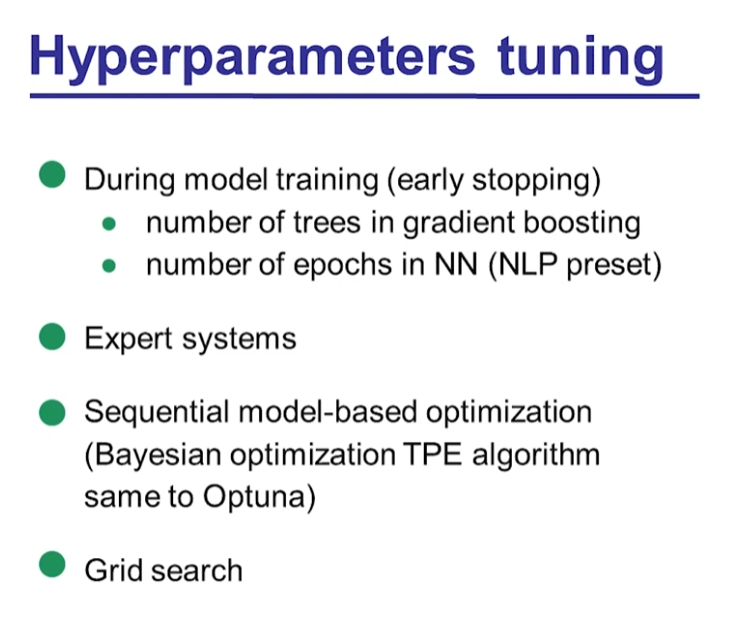 Hyperparameters tuning
During model training (early stopping)
number of trees in gradient boosting
number of epochs in NN (NLP preset)
Expert systems
Sequential model-based optimization
(Bayesian optimization TPE algorithm
same to Optuna)
Grid search